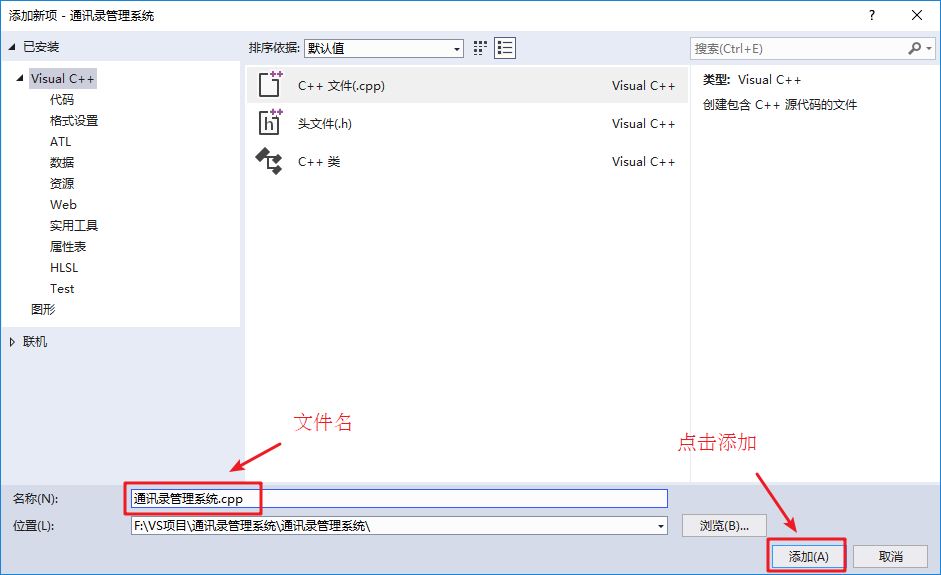 添加新项 - 通讯录管理系统
?
已安装
排序依据:
默认值
搜索(Ctrl+E)
Visual C++
代码
格式设置
ATL
数据
资源
Web
实用工具
属性表
HLSL
Test
图形
联机
C++ 文件(.cpp) Visual C++
头文件(.h) Visual C++
C++ 类 Visual C++
类型: Visual C++
创建包含 C++ 源代码的文件
文件名
点击添加
名称(N): 通讯录管理系统.cpp
位置(L): F:\VS项目\通讯录管理系统\通讯录管理系统\
浏览(B)...
添加(A)
取消